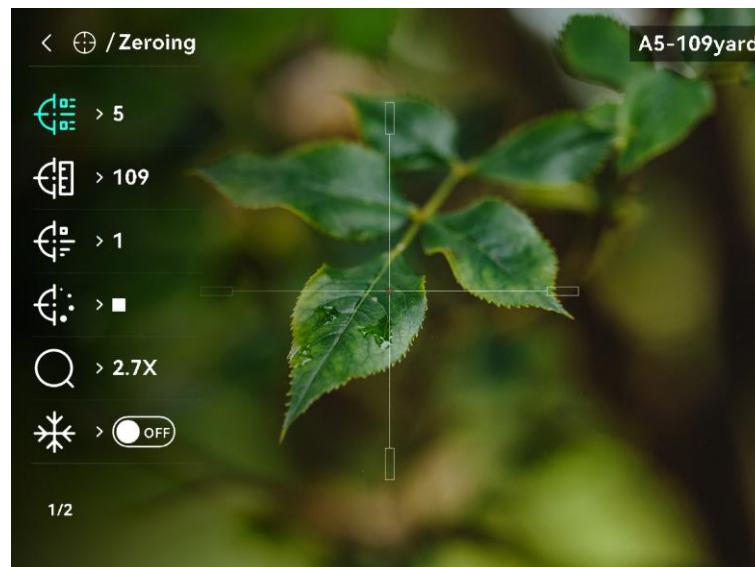 /Zeroing
A5-109yard
> 5
> 109
> 1
>
> 2.7X
> OFF
1/2